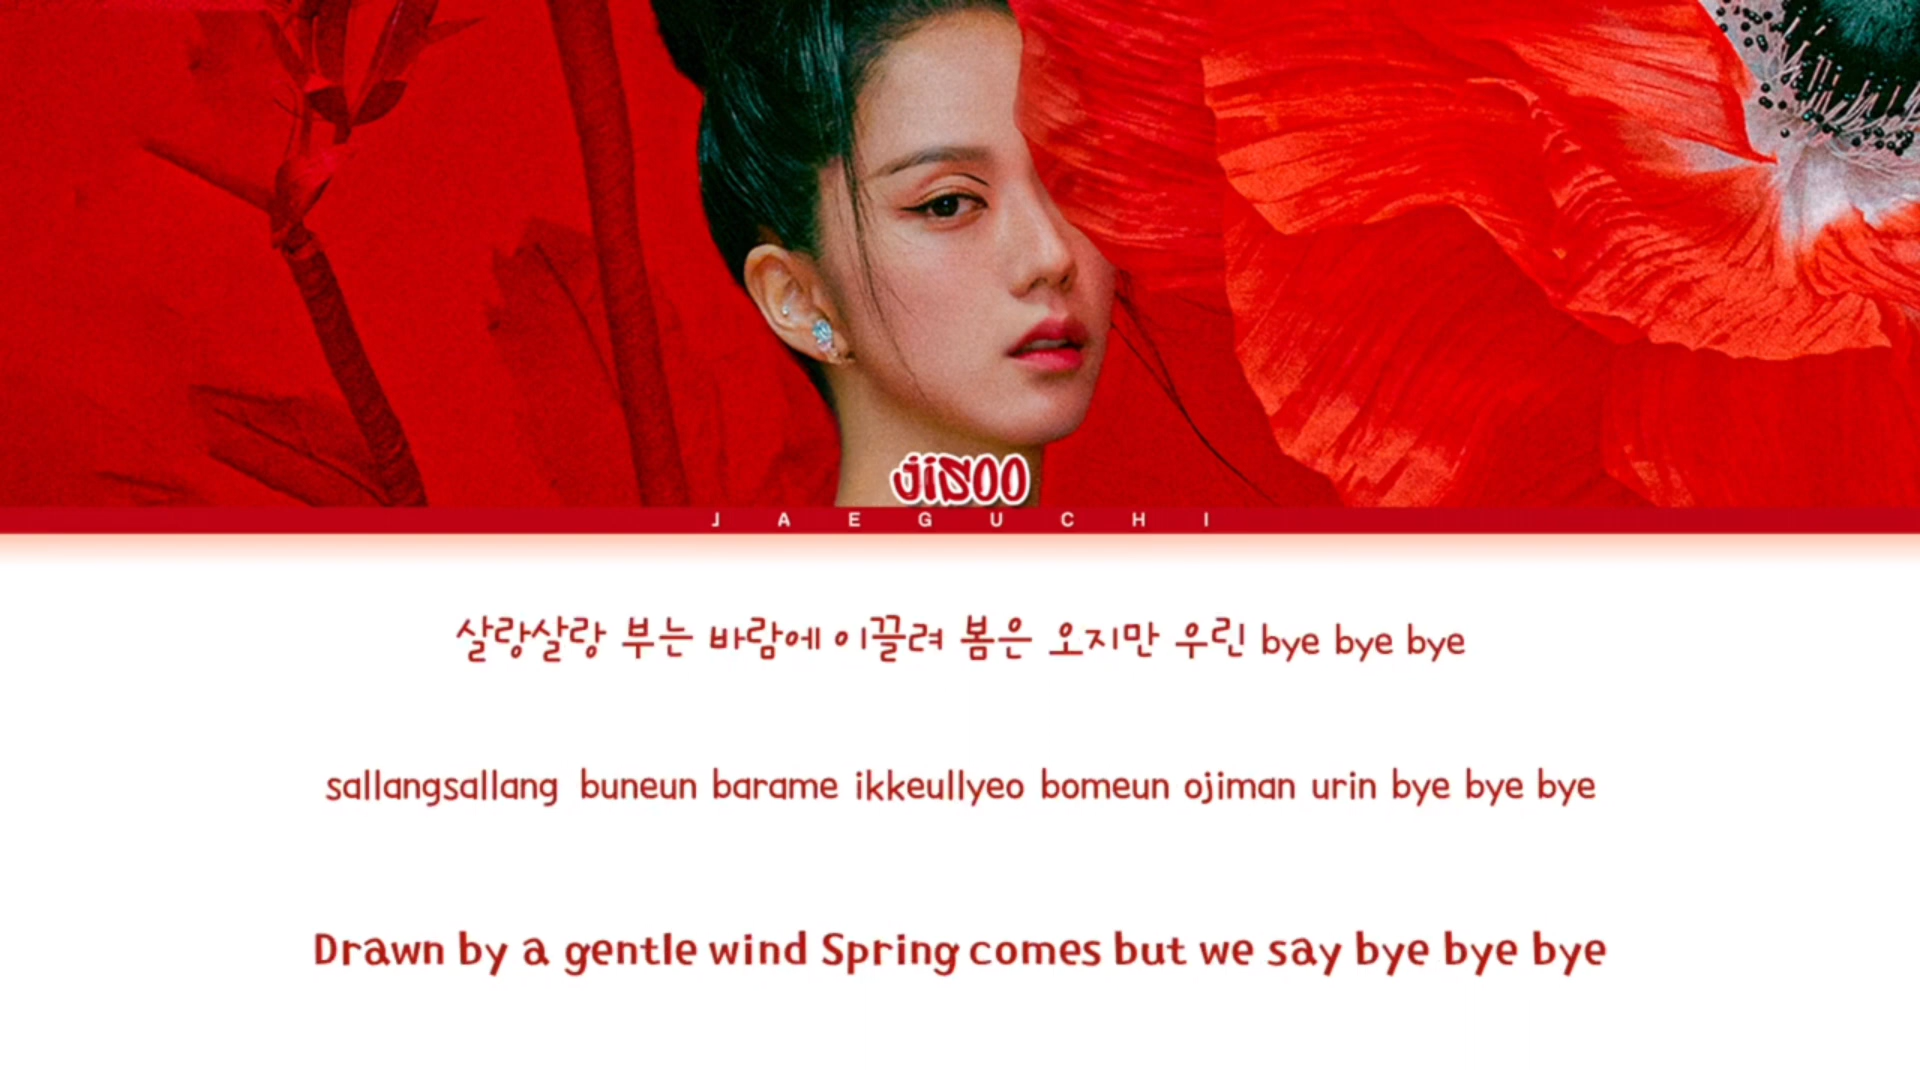 JISOO
JAEGUCHI
살랑살랑 부는 바람에 이끌려 봄은 오지만 우린 bye bye bye
sallangsallang buneun barame ikkeullyeo bomeun ojiman urin bye bye bye
Drawn by a gentle wind Spring comes but we say bye bye bye